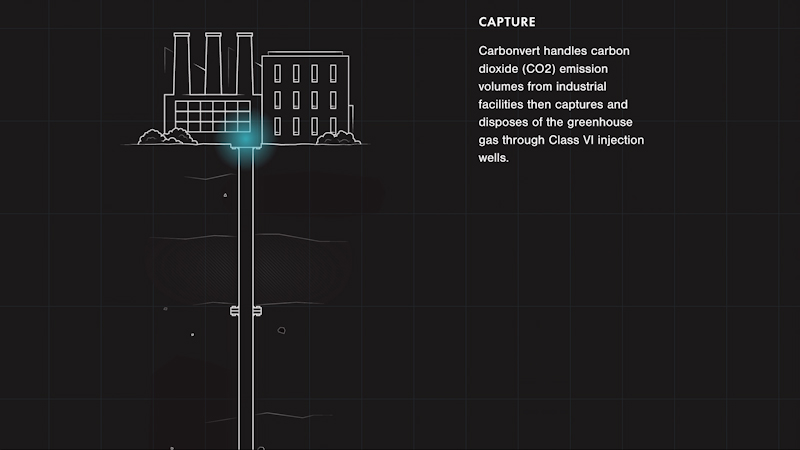 CAPTURE
Carbonvert handles carbon
dioxide (CO2) emission
volumes from industrial
facilities then captures and
disposes of the greenhouse
gas through Class VI injection
wells.